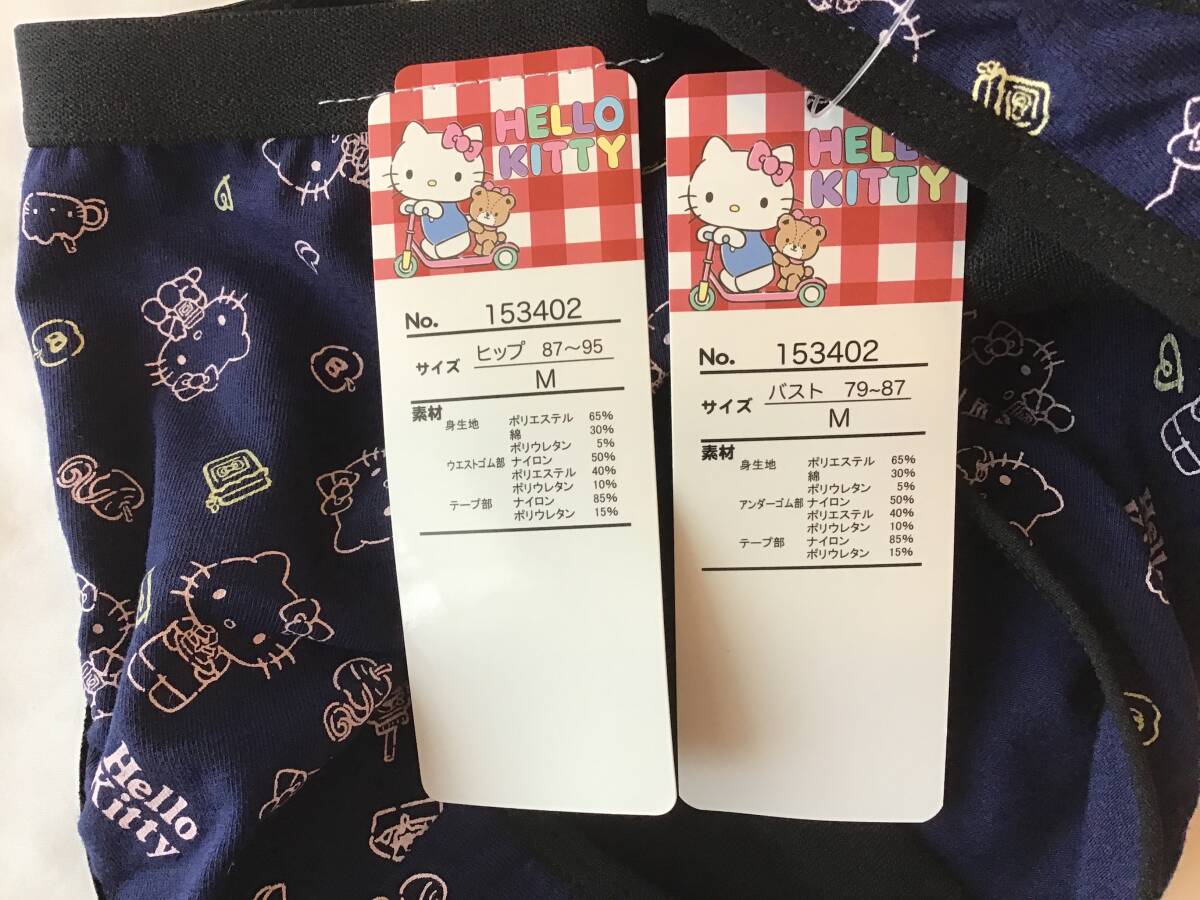 HELLO
KITTY
No. 153402
サイズ ヒップ 87〜95
M
素材
身生地 ポリエステル 65%
綿 30%
ポリウレタン 5%
ウエストゴム部 ナイロン 50%
ポリエステル 40%
ポリウレタン 10%
テープ部 ナイロン 85%
ポリウレタン 15%
HELL
KITTY
No. 153402
サイズ バスト 79~87
M
素材
身生地 ポリエステル 65%
綿 30%
ポリウレタン 5%
アンダーゴム部 ナイロン 50%
ポリエステル 40%
ポリウレタン 10%
テープ部 ナイロン 85%
ポリウレタン 15%
Hello
Kitty